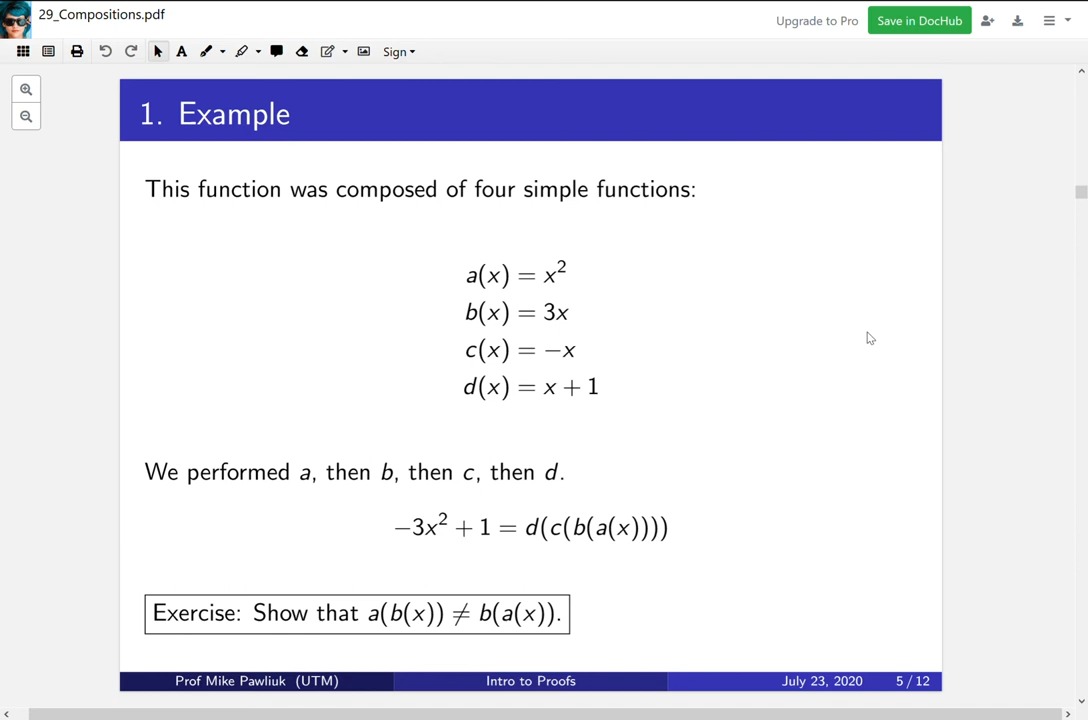 29_Compositions.pdf
Upgrade to Pro
Save in DocHub
A
Sign
1. Example
This function was composed of four simple functions:
a(x) = x²
b(x) = 3x
c(x) = −x
d(x) = x + 1
We performed a, then b, then c, then d.
−3x² + 1 = d(c(b(a(x))))
Exercise: Show that a(b(x)) ≠ b(a(x)).
Prof Mike Pawliuk (UTM) Intro to Proofs July 23, 2020 5 / 12